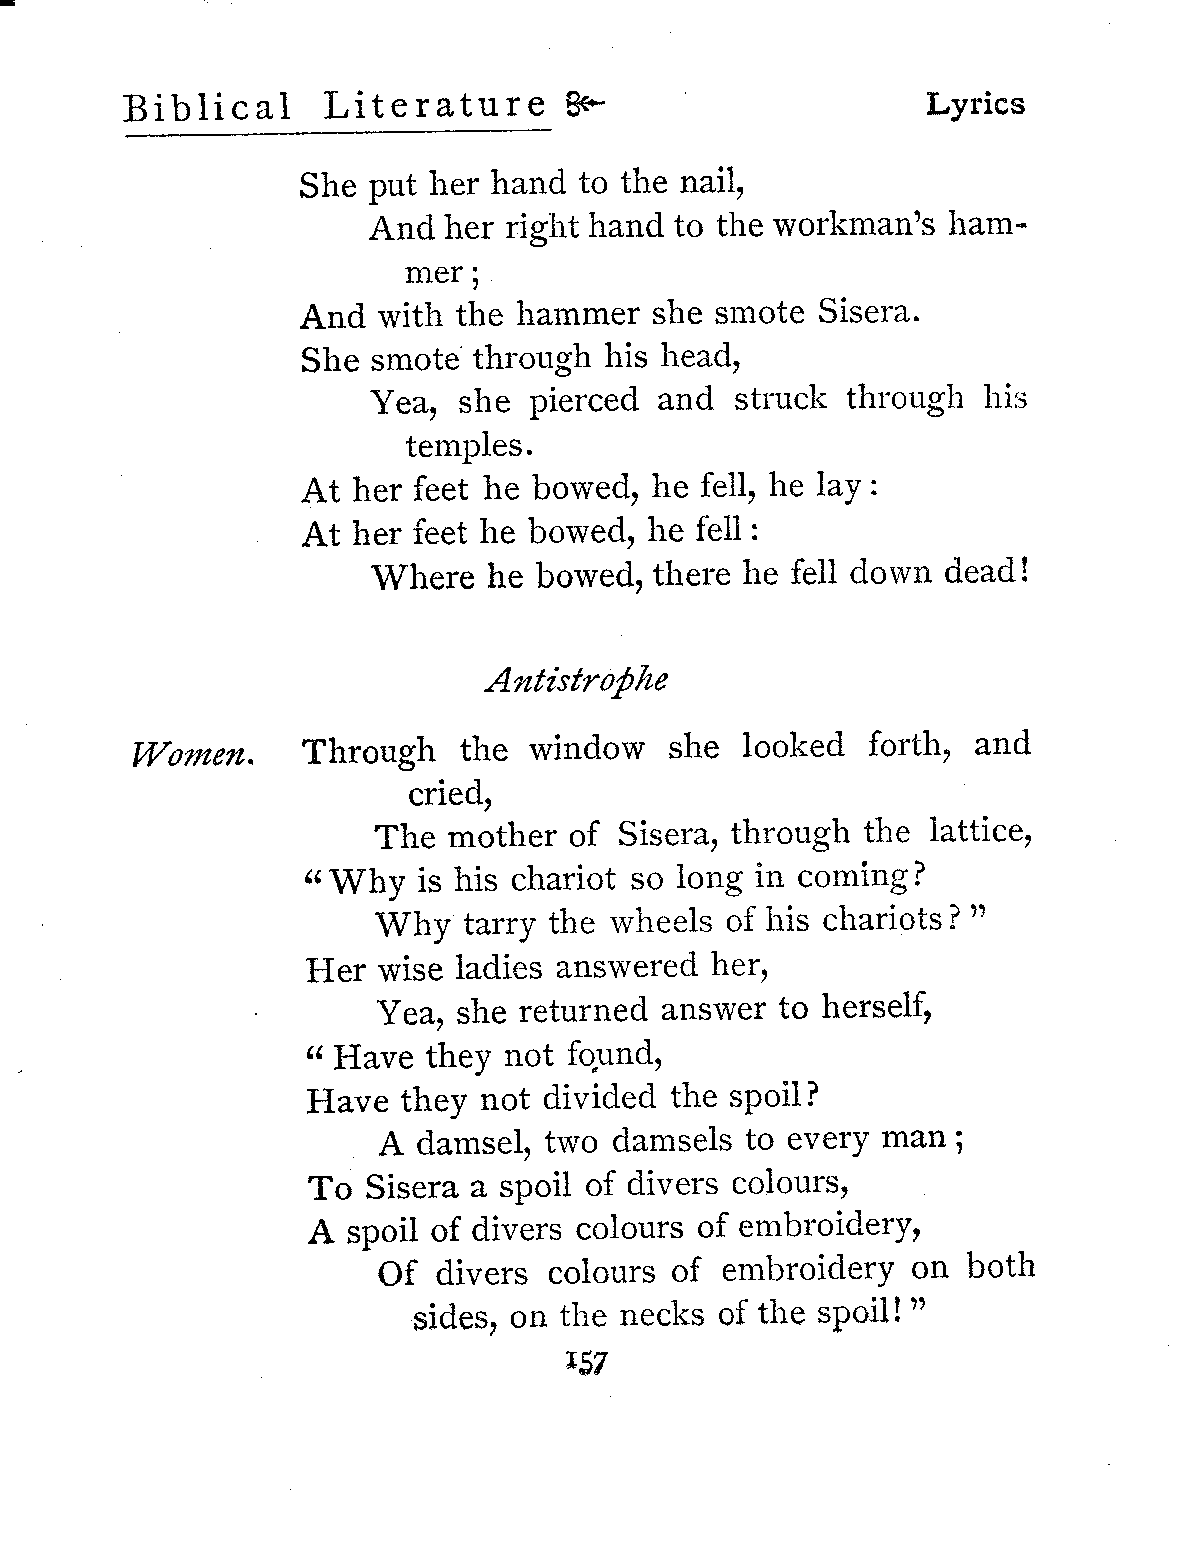 Biblical Literature Lyrics
She put her hand to the nail,
And her right hand to the workman's ham-
mer;
And with the hammer she smote Sisera.
She smote through his head,
Yea, she pierced and struck through his
temples.
At her feet he bowed, he fell, he lay:
At her feet he bowed, he fell:
Where he bowed, there he fell down dead!
Antistrophe
Women. Through the window she looked forth, and
cried,
The mother of Sisera, through the lattice,
"Why is his chariot so long in coming?
Why tarry the wheels of his chariots?"
Her wise ladies answered her,
Yea, she returned answer to herself,
"Have they not found,
Have they not divided the spoil?
A damsel, two damsels to every man;
To Sisera a spoil of divers colours,
A spoil of divers colours of embroidery,
Of divers colours of embroidery on both
sides, on the necks of the spoil!"
157